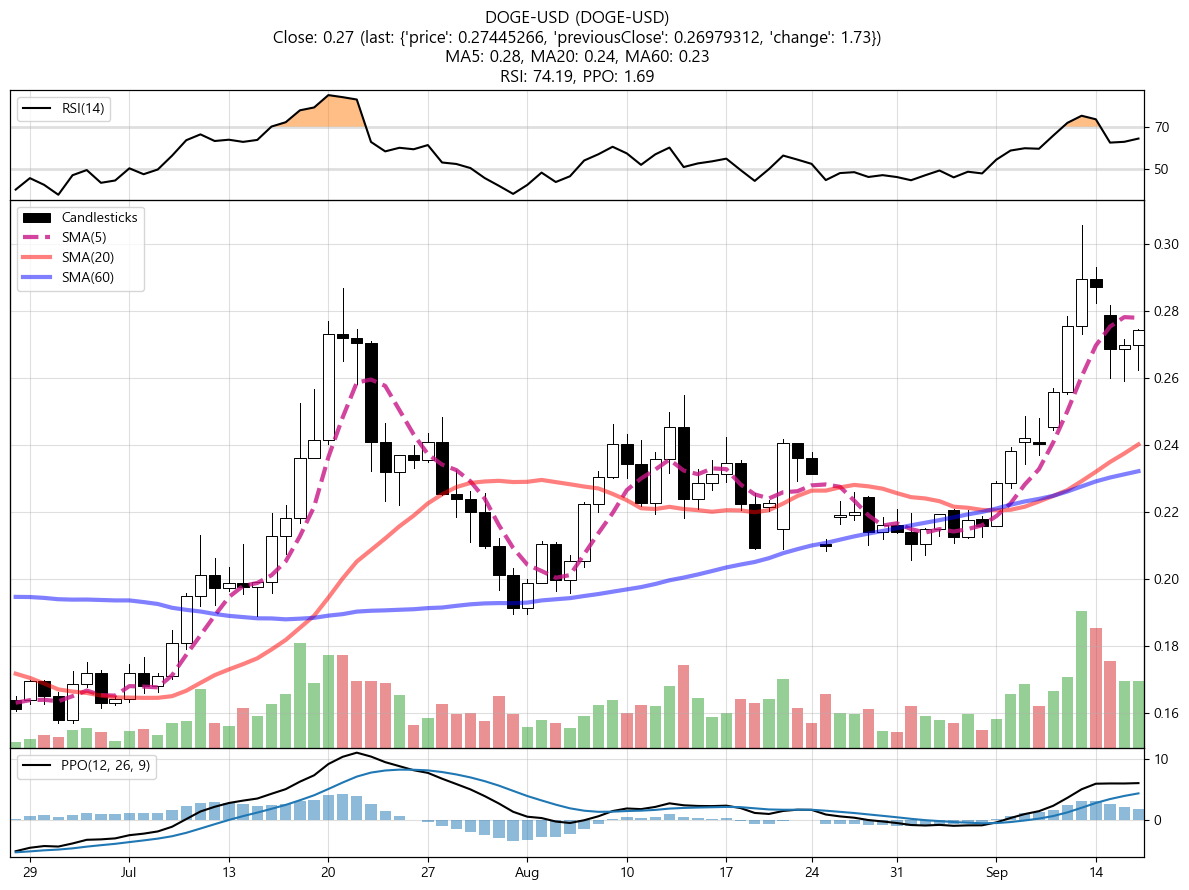 DOGE-USD (DOGE-USD)
Close: 0.27 (last: {'price': 0.27445266, 'previousClose': 0.26979312, 'change': 1.73})
MA5: 0.28, MA20: 0.24, MA60: 0.23
RSI: 74.19, PPO: 1.69
RSI(14)
70
50
Candlesticks
SMA(5)
SMA(20)
SMA(60)
0.30
0.28
0.26
0.24
0.22
0.20
0.18
0.16
PPO(12, 26, 9)
10
0
29 Jul 13 20 27 Aug 10 17 24 31 Sep 14